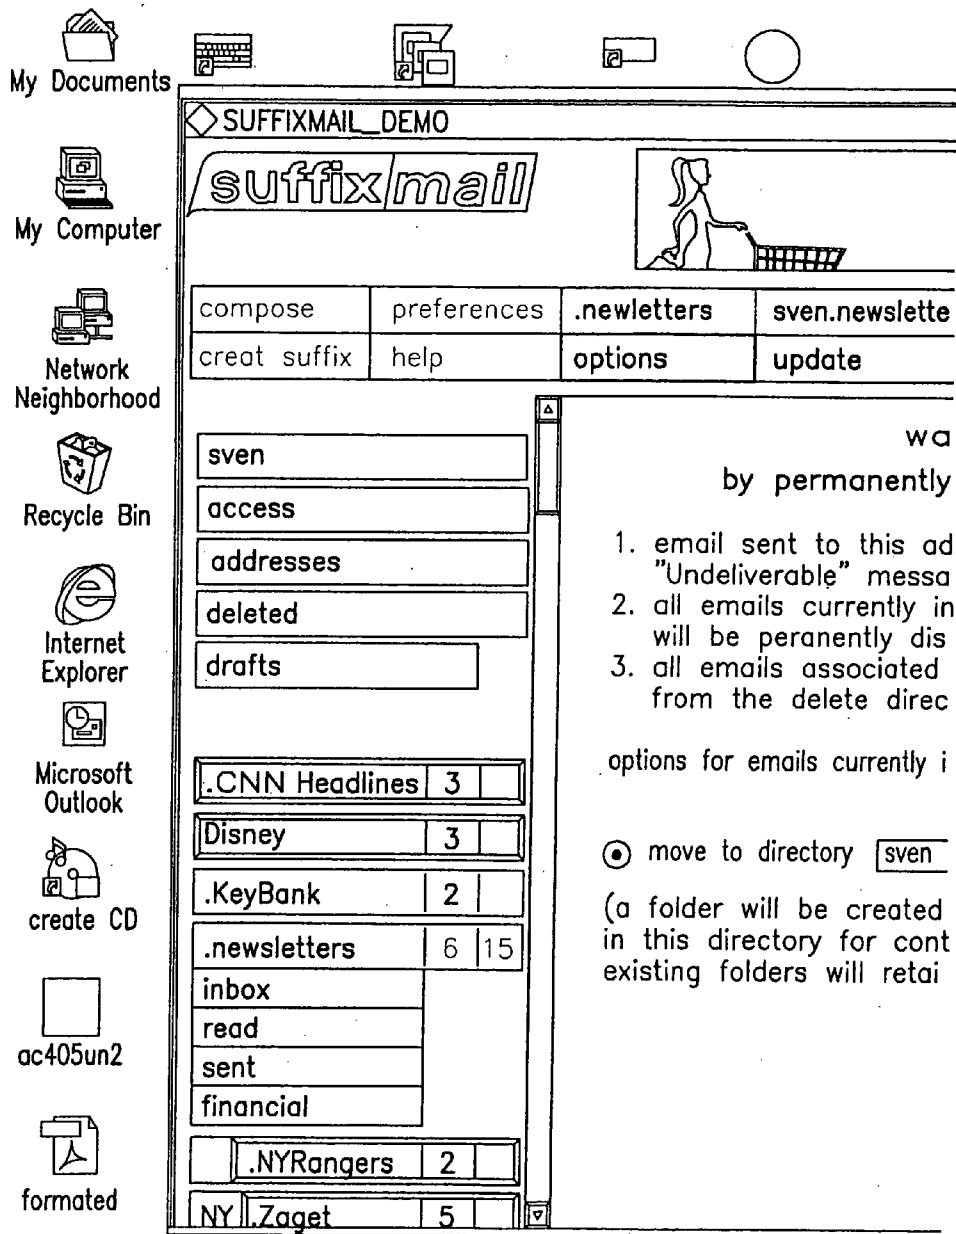 My Documents
SUFFIXMAIL_DEMO
suffix mail
My Computer
compose preferences .newletters sven.newslette
creat suffix help options update
Network
Neighborhood
wa
sven
by permanently
Recycle Bin
access
1. email sent to this ad
addresses
"Undeliverable" messa
deleted
2. all emails currently in
will be peranently dis
Internet
Explorer
drafts
3. all emails associated
from the delete direc
Microsoft
Outlook
options for emails currently i
.CNN Headlines 3
Disney 3
move to directory sven
.KeyBank 2
create CD
(a folder will be created
.newsletters 6 15
in this directory for cont
existing folders will retai
inbox
read
ac405un2
sent
financial
.NYRangers 2
formated
NY .Zaget 5